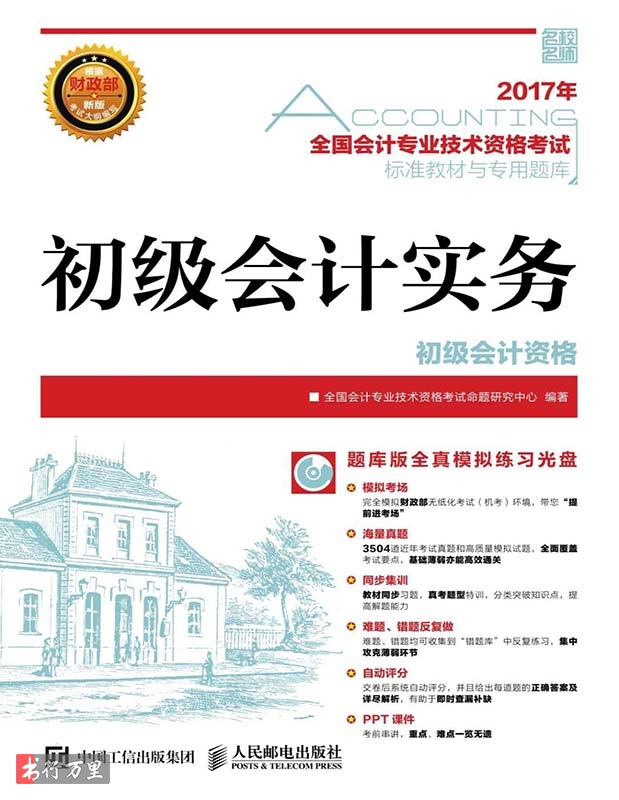 名校
名师
根据
财政部
新版
考试大纲编写
2017年
ACCOUNTING
全国会计专业技术资格考试
标准教材与专用题库
初级会计实务
初级会计资格
■ 全国会计专业技术资格考试命题研究中心 编著
题库版全真模拟练习光盘
模拟考场
完全模拟财政部无纸化考试（机考）环境，带您“提
前进考场”
海量真题
3504道近年考试真题和高质量模拟试题，全面覆盖
考试要点，基础薄弱亦能高效通关
同步集训
教材同步习题，真考题型特训，分类突破知识点，提
高解题能力
难题、错题反复做
难题、错题均可收集到“错题库”中反复练习，集中
攻克薄弱环节
自动评分
交卷后系统自动评分，并且给出每道题的正确答案及
详尽解析，有助于即时查漏补缺
PPT 课件
考前串讲，重点、难点一览无遗
中国工信出版集团
人民邮电出版社
POSTS & TELECOM PRESS
书行万里